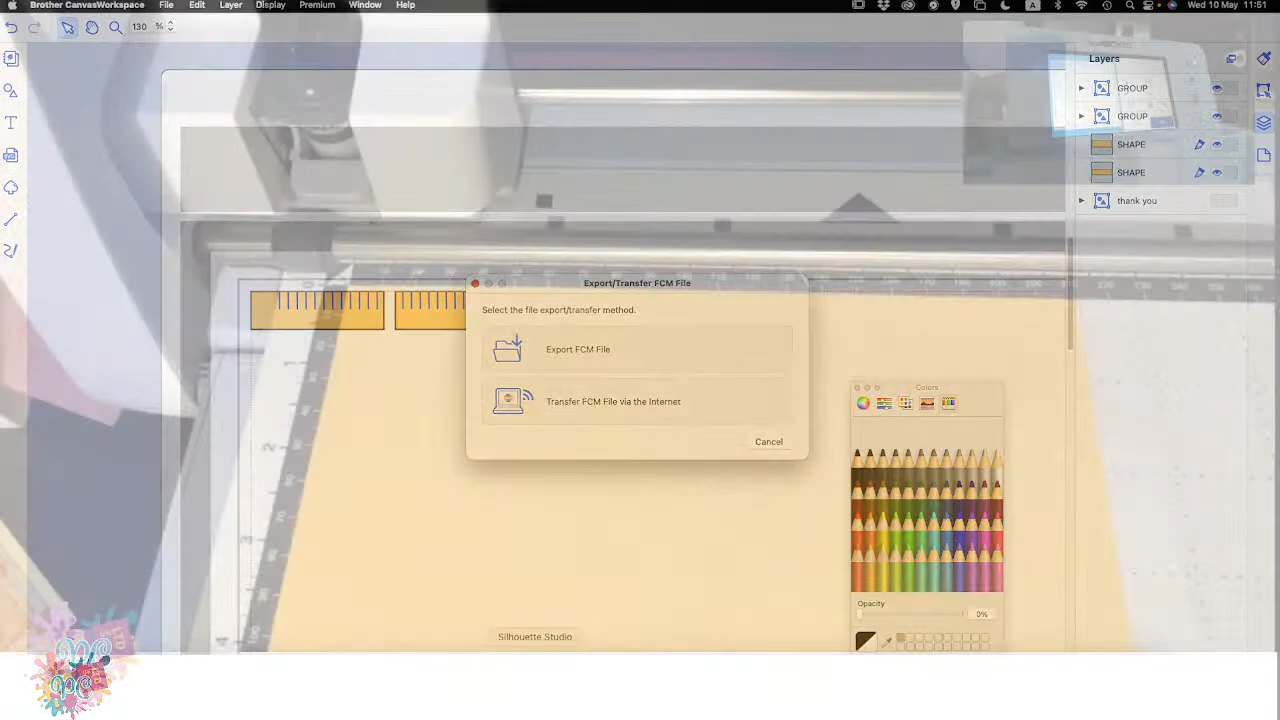 Brother CanvasWorkspace File Edit Layer Display Premium Window Help A Wed 10 May 11:51
130 %
Layers
GROUP
GROUP
SHAPE
SHAPE
thank you
Export/Transfer FCM File
Select the file export/transfer method.
Export FCM File
Transfer FCM File via the Internet
Cancel
Colors
Opacity
0%
Silhouette Studio